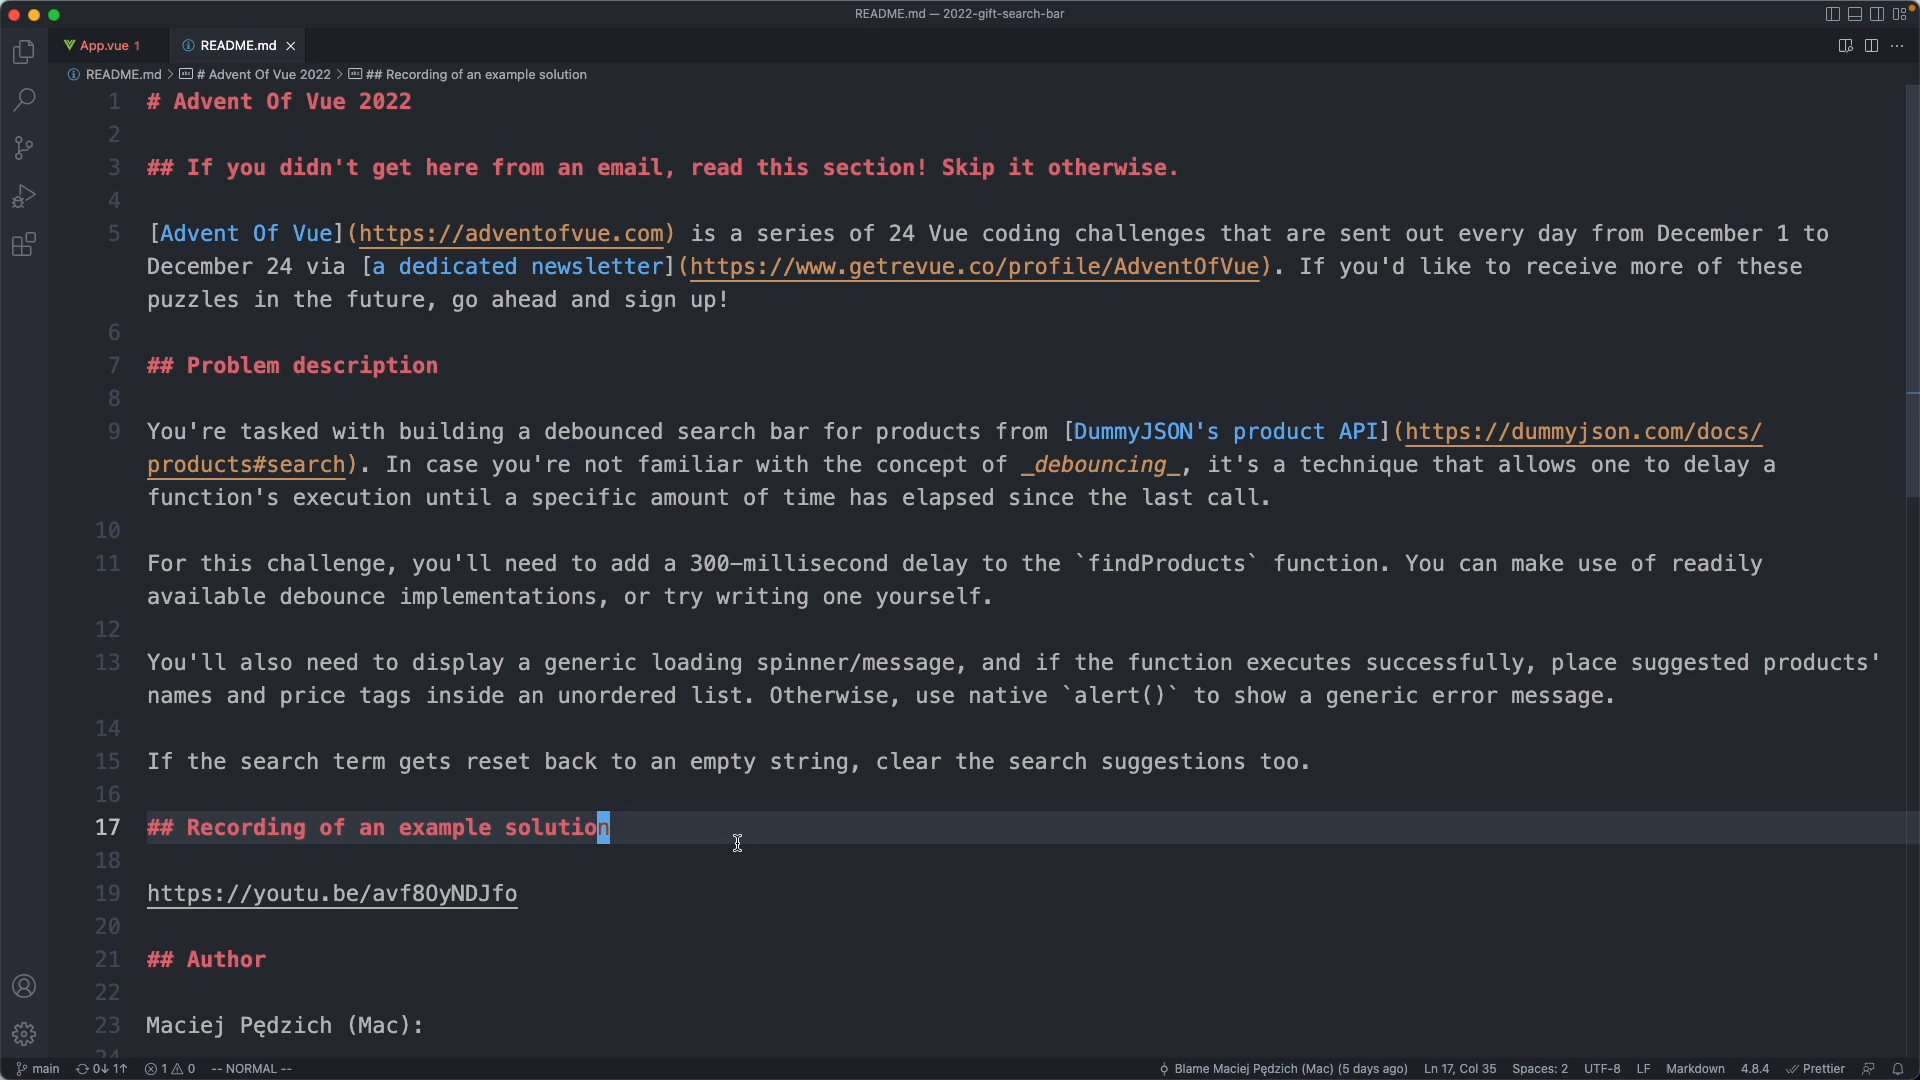 README.md — 2022-gift-search-bar
App.vue 1
README.md
README.md > # Advent Of Vue 2022 > ## Recording of an example solution
1 # Advent Of Vue 2022
2
3 ## If you didn't get here from an email, read this section! Skip it otherwise.
4
5 [Advent Of Vue](https://adventofvue.com) is a series of 24 Vue coding challenges that are sent out every day from December 1 to
December 24 via [a dedicated newsletter](https://www.getrevue.co/profile/AdventOfVue). If you'd like to receive more of these
puzzles in the future, go ahead and sign up!
6
7 ## Problem description
8
9 You're tasked with building a debounced search bar for products from [DummyJSON's product API](https://dummyjson.com/docs/
products#search). In case you're not familiar with the concept of _debouncing_, it's a technique that allows one to delay a
function's execution until a specific amount of time has elapsed since the last call.
10
11 For this challenge, you'll need to add a 300-millisecond delay to the `findProducts` function. You can make use of readily
available debounce implementations, or try writing one yourself.
12
13 You'll also need to display a generic loading spinner/message, and if the function executes successfully, place suggested products'
names and price tags inside an unordered list. Otherwise, use native `alert()` to show a generic error message.
14
15 If the search term gets reset back to an empty string, clear the search suggestions too.
16
17 ## Recording of an example solution
18
19 https://youtu.be/avf8OyNDJfo
20
21 ## Author
22
23 Maciej Pędzich (Mac):
24
main 0↓ 1↑ 1 0 -- NORMAL -- Blame Maciej Pędzich (Mac) (5 days ago) Ln 17, Col 35 Spaces: 2 UTF-8 LF Markdown 4.8.4 Prettier